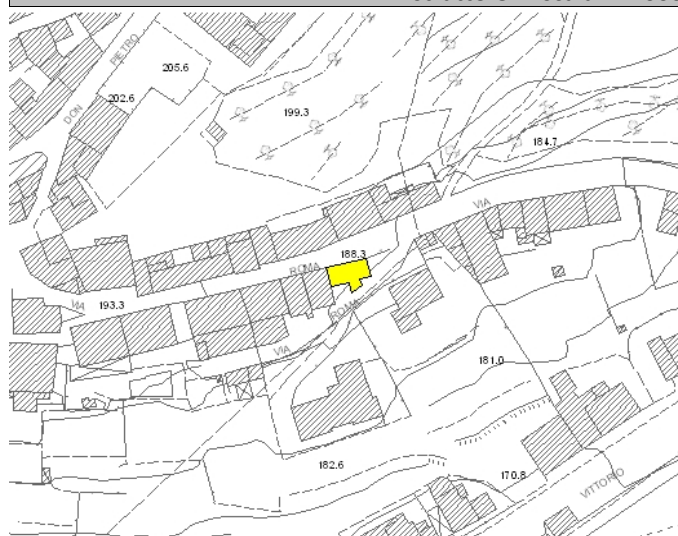 205.6
PIETRO
202.6
DON
199.3
184.7
VIA
188.3
ROMA
VIA
193.3
ROMA
VIA
181.0
182.6
170.8
VITTORIO